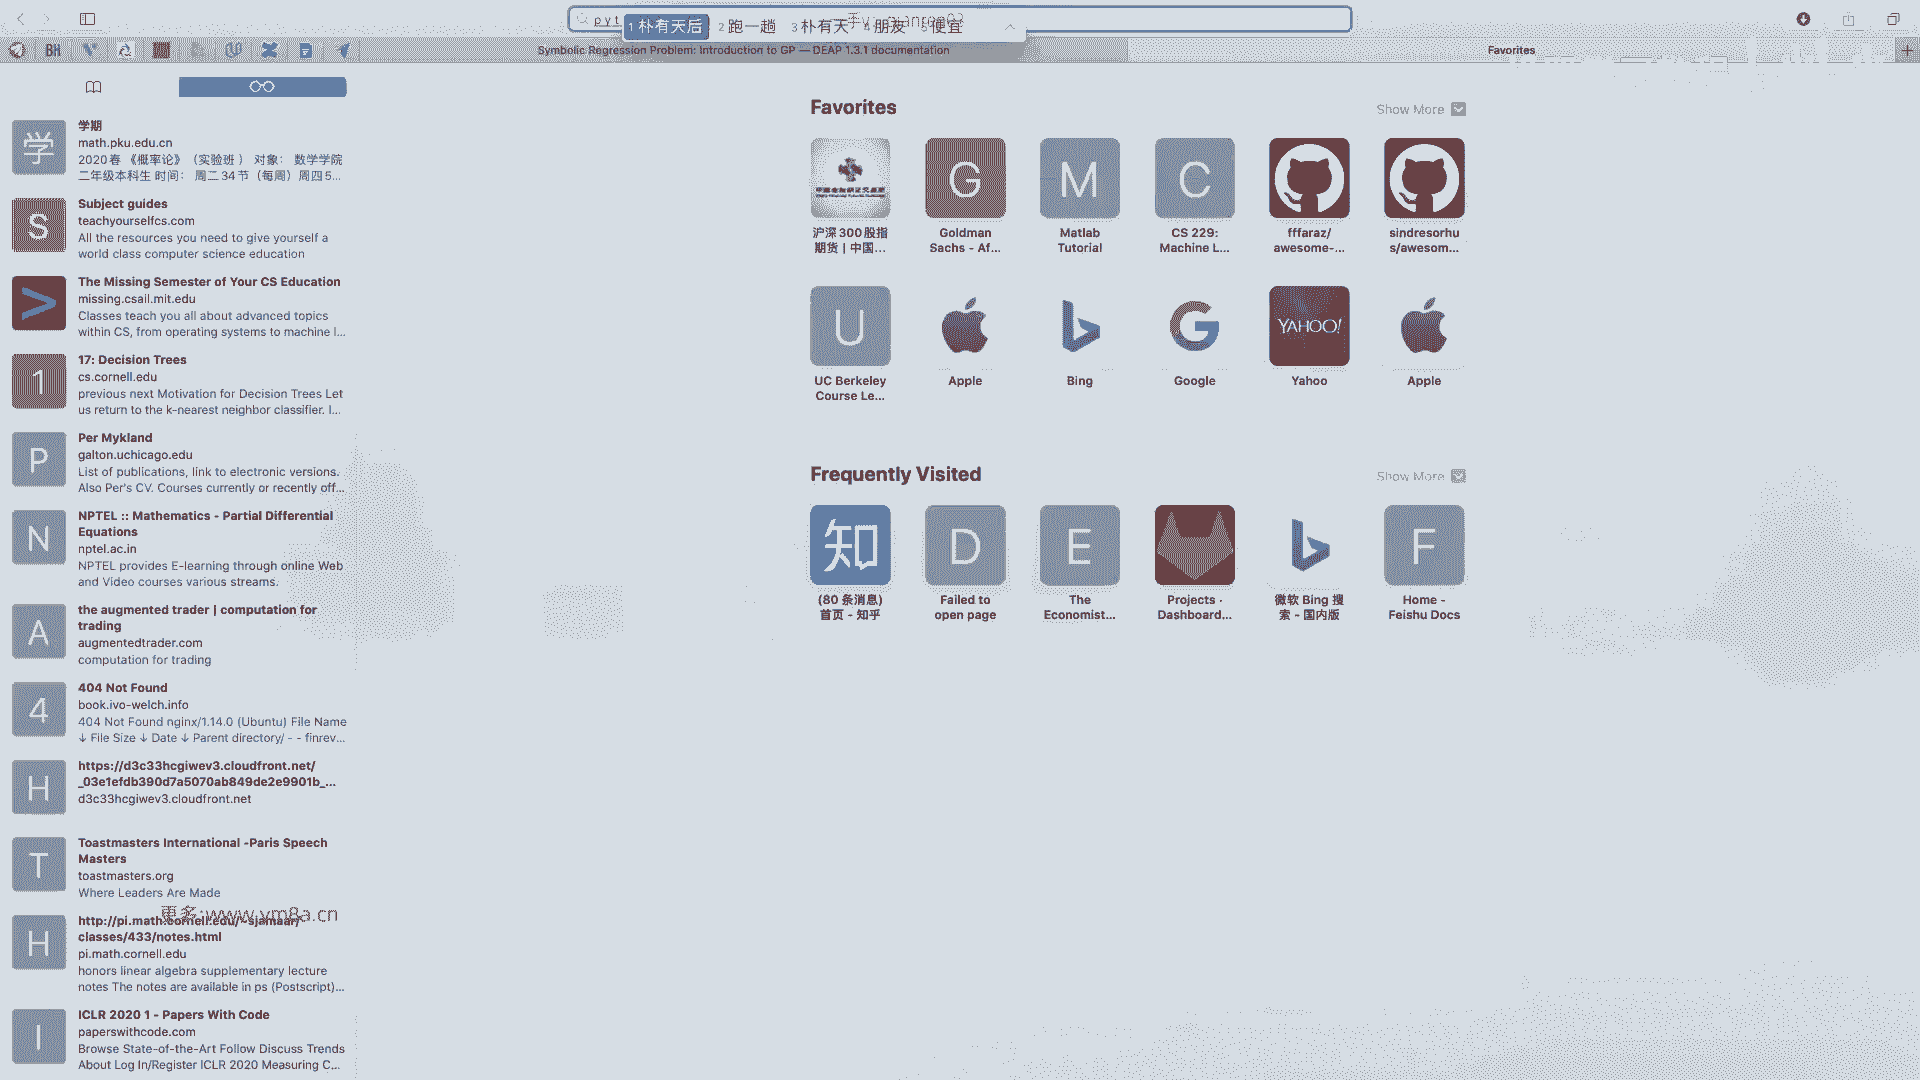 pyt
1 朴有天后 2 跑一趟 3 朴有天 4 朋友 5 便宜
BH
Symbolic Regression Problem: Introduction to GP — DEAP 1.3.1 documentation
Favorites
学
学期
math.pku.edu.cn
2020春 《概率论》（实验班） 对象： 数学学院
二年级本科生 时间： 周二34节（每周）周四5...
S
Subject guides
teachyourselfcs.com
All the resources you need to give yourself a
world class computer science education
>
The Missing Semester of Your CS Education
missing.csail.mit.edu
Classes teach you all about advanced topics
within CS, from operating systems to machine l...
1
17: Decision Trees
cs.cornell.edu
previous next Motivation for Decision Trees Let
us return to the k-nearest neighbor classifier. I...
P
Per Mykland
galton.uchicago.edu
List of publications, link to electronic versions.
Also Per's CV. Courses currently or recently off...
N
NPTEL :: Mathematics - Partial Differential
Equations
nptel.ac.in
NPTEL provides E-learning through online Web
and Video courses various streams.
A
the augmented trader | computation for
trading
augmentedtrader.com
computation for trading
4
404 Not Found
book.ivo-welch.info
404 Not Found nginx/1.14.0 (Ubuntu) File Name
↓ File Size ↓ Date ↓ Parent directory/ - - finrev...
H
https://d3c33hcgiwev3.cloudfront.net/
_03e1efdb390d7a5070ab849de2e9901b_...
d3c33hcgiwev3.cloudfront.net
T
Toastmasters International -Paris Speech
Masters
toastmasters.org
Where Leaders Are Made
更多:www.ym8a.cn
H
http://pi.math.cornell.edu/~sjamaar/
classes/433/notes.html
pi.math.cornell.edu
honors linear algebra supplementary lecture
notes The notes are available in ps (Postscript)...
I
ICLR 2020 1 - Papers With Code
paperswithcode.com
Browse State-of-the-Art Follow Discuss Trends
About Log In/Register ICLR 2020 Measuring C...
Favorites
Show More
G M C
沪深300股指
期货 | 中国...
Goldman
Sachs - Af...
Matlab
Tutorial
CS 229:
Machine L...
fffaraz/
awesome-...
sindresorhu
s/awesom...
U
YAHOO!
UC Berkeley
Course Le...
Apple
Bing
Google
Yahoo
Apple
Frequently Visited
Show More
知 D E F
(80 条消息)
首页 - 知乎
Failed to
open page
The
Economist...
Projects ·
Dashboard...
微软 Bing 搜
索 - 国内版
Home -
Feishu Docs